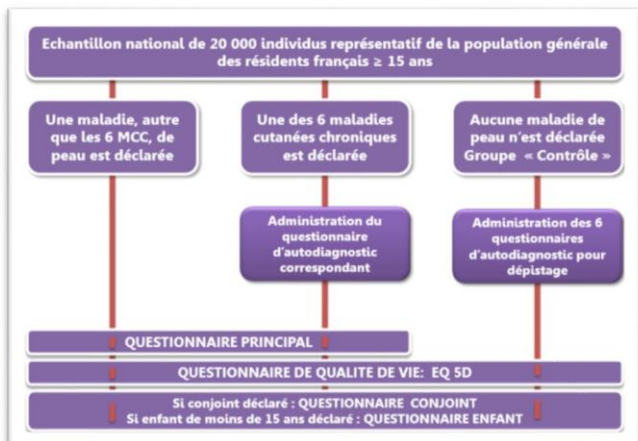 Echantillon national de 20 000 individus représentatif de la population générale
des résidents français ≥ 15 ans
Une maladie, autre
que les 6 MCC, de
peau est déclarée
Une des 6 maladies
cutanées chroniques
est déclarée
Aucune maladie de
peau n'est déclarée
Groupe « Contrôle »
Administration du
questionnaire
d'autodiagnostic
correspondant
Administration des 6
questionnaires
d'autodiagnostic pour
dépistage
QUESTIONNAIRE PRINCIPAL
QUESTIONNAIRE DE QUALITE DE VIE: EQ 5D
Si conjoint déclaré : QUESTIONNAIRE CONJOINT
Si enfant de moins de 15 ans déclaré : QUESTIONNAIRE ENFANT